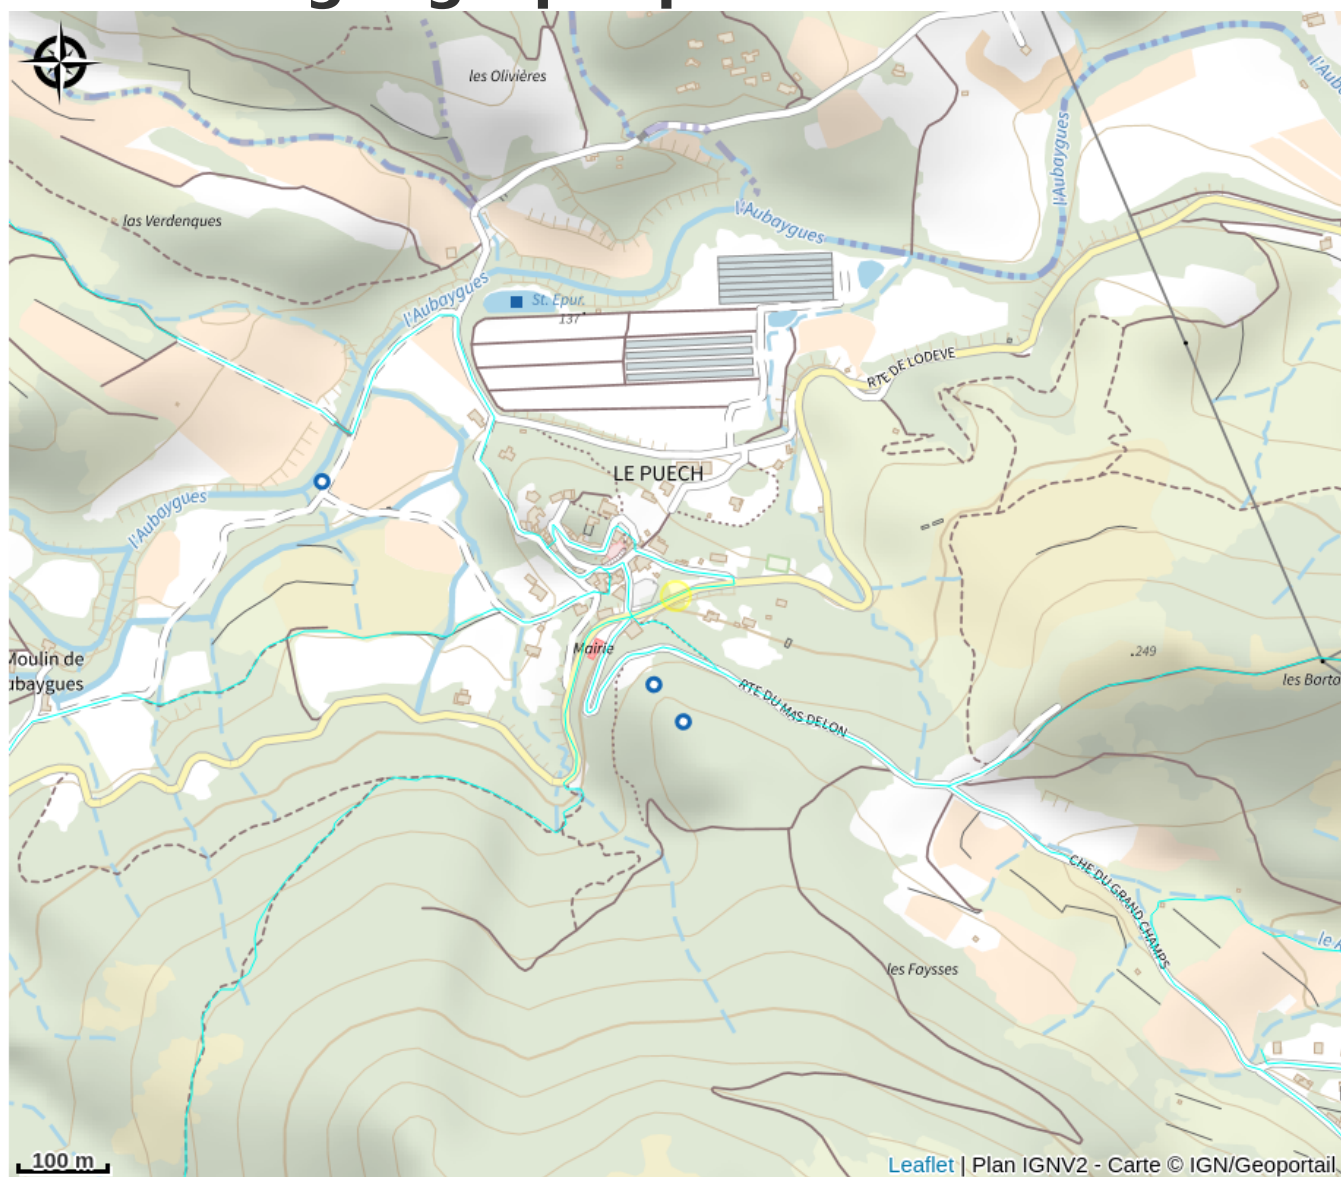 les Olivières
l'Aubaygues
las Verdenques
l'Aubaygues
l'Aubaygues
St. Epur.
137
RTE DE LODEVE
LE PUECH
l'Aubaygues
Mairie
249
Moulin de
les Borto
RTE DU MAS DELON
CHE DU GRAND CHAMPS
les Faysses
100 m
Leaflet | Plan IGNV2 - Carte © IGN/Geoportail